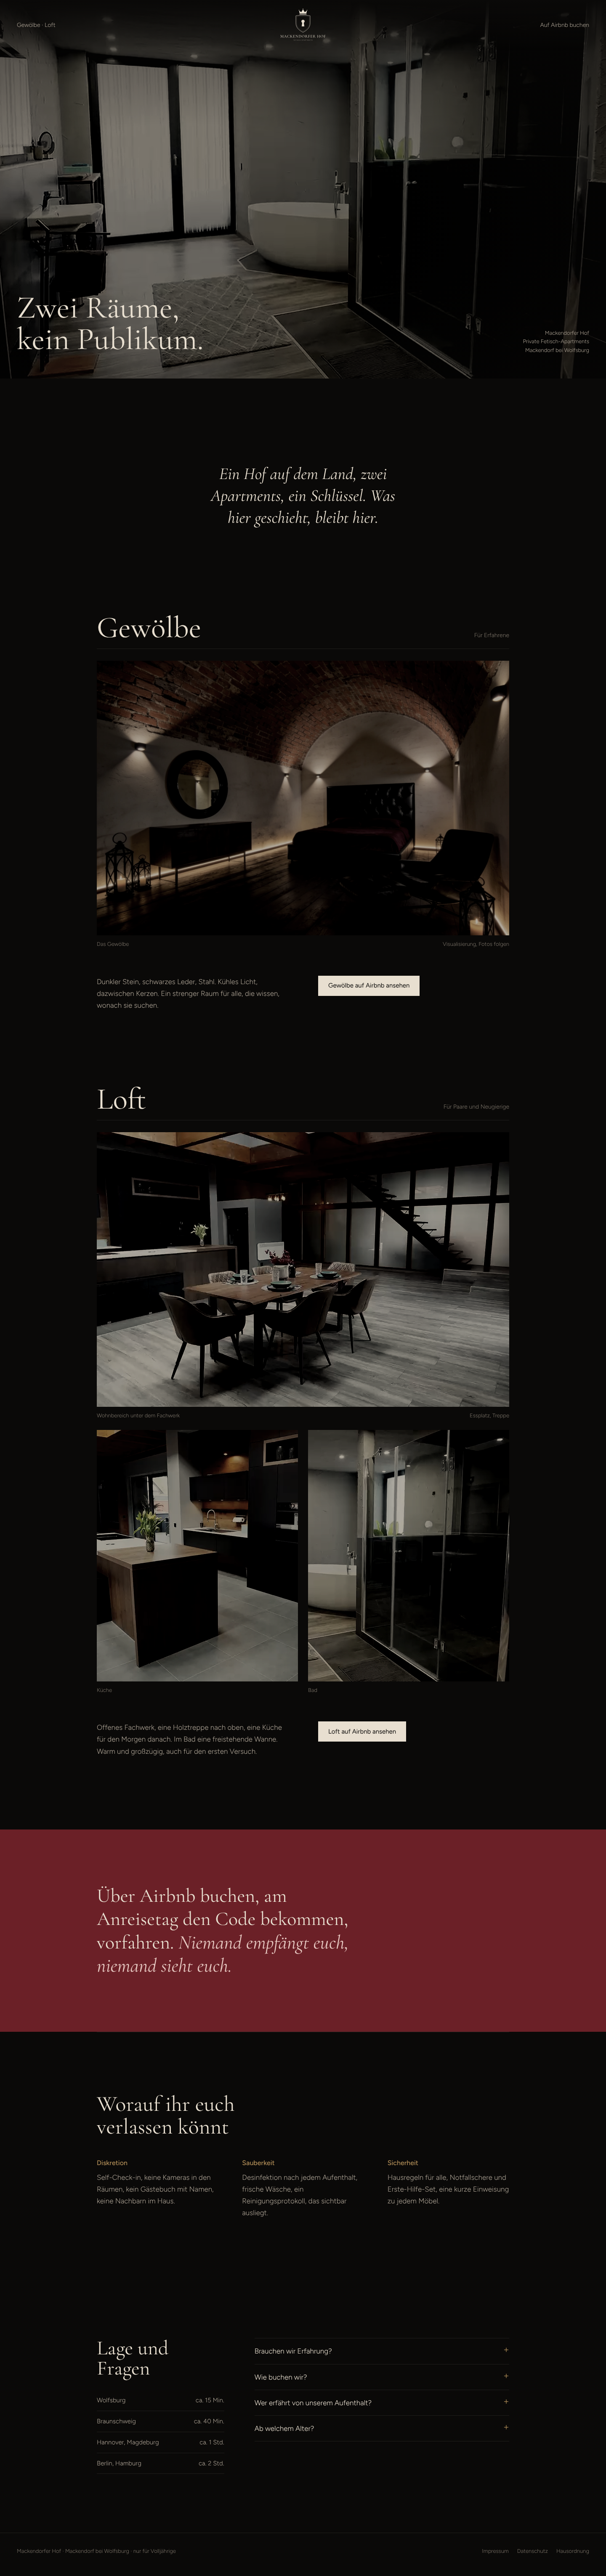 Gewölbe · Loft
MACKENDORFER HOF
Auf Airbnb buchen
Zwei Räume,
kein Publikum.
Mackendorfer Hof
Private Fetisch-Apartments
Mackendorf bei Wolfsburg
Ein Hof auf dem Land, zwei
Apartments, ein Schlüssel. Was
hier geschieht, bleibt hier.
Gewölbe
Für Erfahrene
Das Gewölbe
Visualisierung, Fotos folgen
Dunkler Stein, schwarzes Leder, Stahl. Kühles Licht,
dazwischen Kerzen. Ein strenger Raum für alle, die wissen,
wonach sie suchen.
Gewölbe auf Airbnb ansehen
Loft
Für Paare und Neugierige
Wohnbereich unter dem Fachwerk
Essplatz, Treppe
Küche
Bad
Offenes Fachwerk, eine Holztreppe nach oben, eine Küche
für den Morgen danach. Im Bad eine freistehende Wanne.
Warm und großzügig, auch für den ersten Versuch.
Loft auf Airbnb ansehen
Über Airbnb buchen, am
Anreisetag den Code bekommen,
vorfahren. Niemand empfängt euch,
niemand sieht euch.
Worauf ihr euch
verlassen könnt
Diskretion
Self-Check-in, keine Kameras in den
Räumen, kein Gästebuch mit Namen,
keine Nachbarn im Haus.
Sauberkeit
Desinfektion nach jedem Aufenthalt,
frische Wäsche, ein
Reinigungsprotokoll, das sichtbar
ausliegt.
Sicherheit
Hausregeln für alle, Notfallschere und
Erste-Hilfe-Set, eine kurze Einweisung
zu jedem Möbel.
Lage und
Fragen
Wolfsburg ca. 15 Min.
Braunschweig ca. 40 Min.
Hannover, Magdeburg ca. 1 Std.
Berlin, Hamburg ca. 2 Std.
Brauchen wir Erfahrung? +
Wie buchen wir? +
Wer erfährt von unserem Aufenthalt? +
Ab welchem Alter? +
Mackendorfer Hof · Mackendorf bei Wolfsburg · nur für Volljährige
Impressum Datenschutz Hausordnung